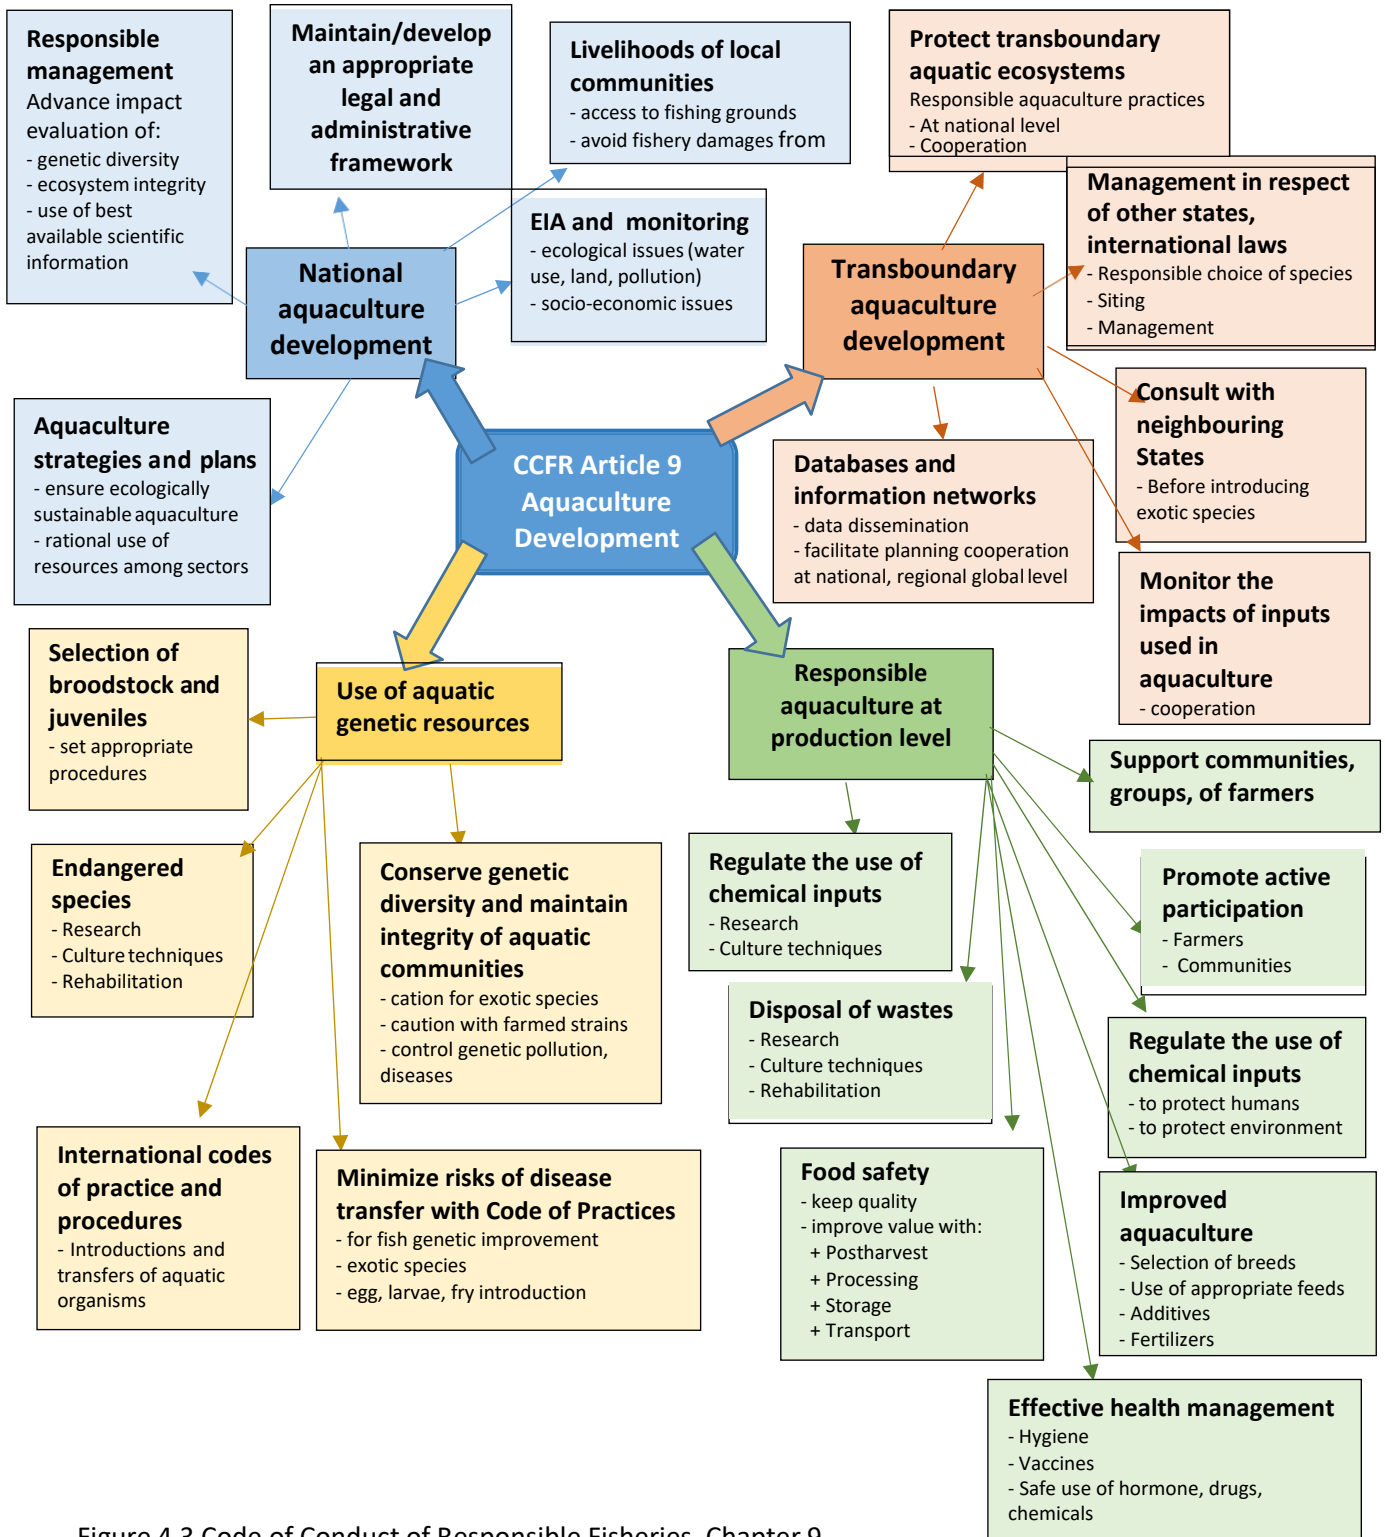 Responsible
management
Advance impact
evaluation of:
- genetic diversity
- ecosystem integrity
- use of best
available scientific
information
Maintain/develop
an appropriate
legal and
administrative
framework
Livelihoods of local
communities
- access to fishing grounds
- avoid fishery damages from
EIA and monitoring
- ecological issues (water
use, land, pollution)
- socio-economic issues
National
aquaculture
development
Aquaculture
strategies and plans
- ensure ecologically
sustainable aquaculture
- rational use of
resources among sectors
Protect transboundary
aquatic ecosystems
Responsible aquaculture practices
- At national level
- Cooperation
Management in respect
of other states,
international laws
- Responsible choice of species
- Siting
- Management
Transboundary
aquaculture
development
Consult with
neighbouring
States
- Before introducing
exotic species
Databases and
information networks
- data dissemination
- facilitate planning cooperation
at national, regional global level
Monitor the
impacts of inputs
used in
aquaculture
- cooperation
CCFR Article 9
Aquaculture
Development
Selection of
broodstock and
juveniles
- set appropriate
procedures
Use of aquatic
genetic resources
Endangered
species
- Research
- Culture techniques
- Rehabilitation
Conserve genetic
diversity and maintain
integrity of aquatic
communities
- cation for exotic species
- caution with farmed strains
- control genetic pollution,
diseases
International codes
of practice and
procedures
- Introductions and
transfers of aquatic
organisms
Minimize risks of disease
transfer with Code of Practices
- for fish genetic improvement
- exotic species
- egg, larvae, fry introduction
Responsible
aquaculture at
production level
Support communities,
groups, of farmers
Regulate the use of
chemical inputs
- Research
- Culture techniques
Promote active
participation
- Farmers
- Communities
Disposal of wastes
- Research
- Culture techniques
- Rehabilitation
Regulate the use of
chemical inputs
- to protect humans
- to protect environment
Food safety
- keep quality
- improve value with:
+ Postharvest
+ Processing
+ Storage
+ Transport
Improved
aquaculture
- Selection of breeds
- Use of appropriate feeds
- Additives
- Fertilizers
Effective health management
- Hygiene
- Vaccines
- Safe use of hormone, drugs,
chemicals
Figure 4.3 Code of Conduct of Responsible Fisheries, Chapter 9